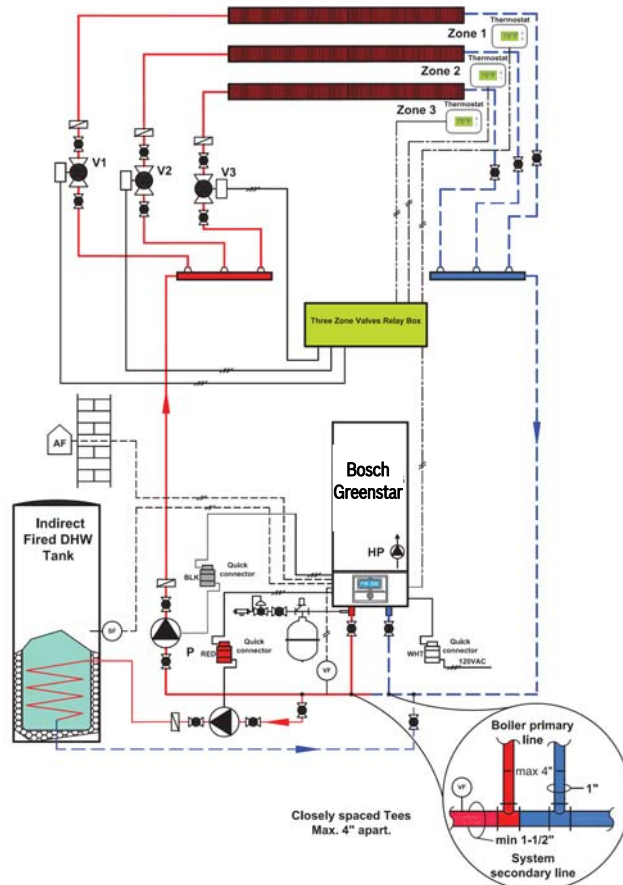 Zone 1
Thermostat
Zone 2
Thermostat
Zone 3
Thermostat
V1
V2
V3
Three Zone Valves Relay Box
AF
Bosch
Greenstar
HP
Indirect
Fired DHW
Tank
Quick
connector
BLK
SF
P
RED
Quick
connector
VF
WHT
Quick
connector
120VAC
Boiler primary
line
max 4"
1"
VF
min 1-1/2"
System
secondary line
Closely spaced Tees
Max. 4" apart.